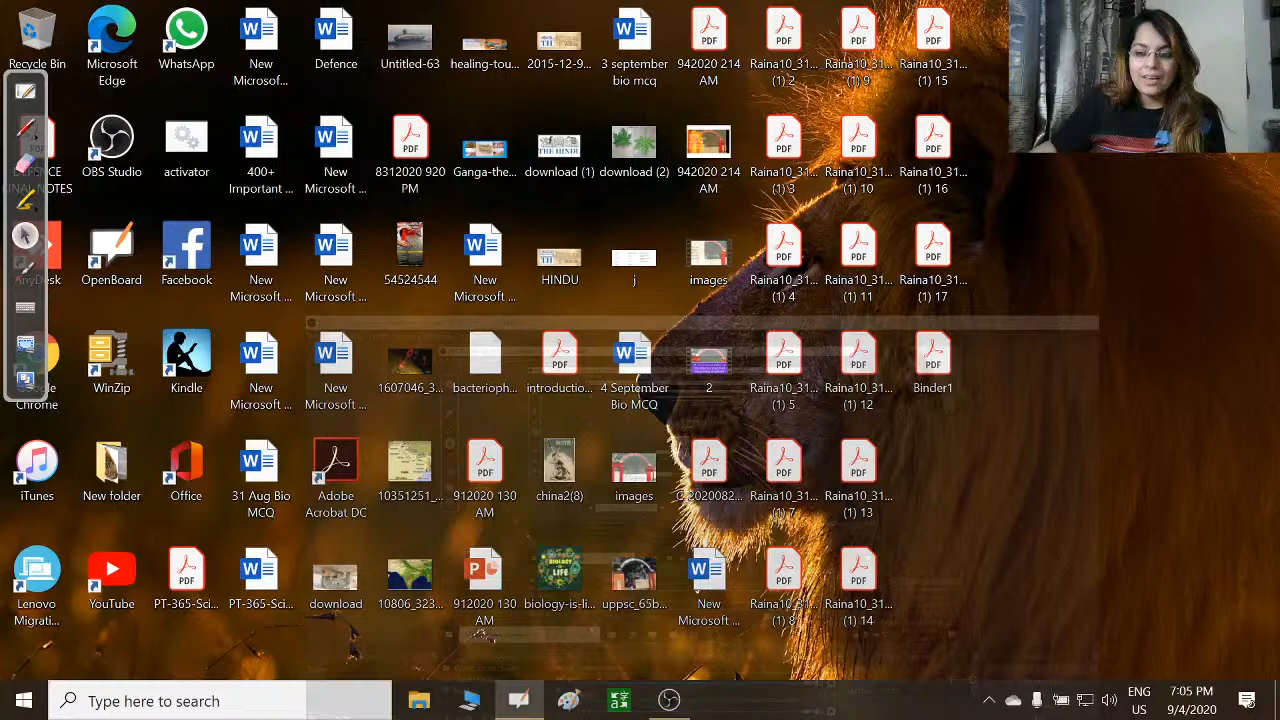 Recycle Bin
Microsoft
Edge
WhatsApp
New
Microsof...
Defence
Untitled-63
healing-tou...
2015-12-9...
3 september
bio mcq
942020 214
AM
Raina10_31...
(1) 2
Raina10_31...
(1) 9
Raina10_31...
(1) 15
OBS Studio
activator
400+
Important ...
New
Microsoft ...
8312020 920
PM
Ganga-the...
download (1)
download (2)
942020 214
AM
Raina10_31...
(1) 3
Raina10_31...
(1) 10
Raina10_31...
(1) 16
AnyDesk
OpenBoard
Facebook
New
Microsoft ...
New
Microsoft ...
54524544
New
Microsoft ...
HINDU
j
images
Raina10_31...
(1) 4
Raina10_31...
(1) 11
Raina10_31...
(1) 17
Chrome
WinZip
Kindle
New
Microsoft ...
New
Microsoft ...
1607046_3...
bacterioph...
introductio...
4 September
Bio MCQ
2
Raina10_31...
(1) 5
Raina10_31...
(1) 12
Binder1
iTunes
New folder
Office
31 Aug Bio
MCQ
Adobe
Acrobat DC
10351251_...
912020 130
AM
china2(8)
images
Raina10_31...
(1) 7
Raina10_31...
(1) 13
Lenovo
Migrati...
YouTube
PT-365-Sci...
PT-365-Sci...
download
10806_323...
912020 130
AM
biology-is-li...
uppsc_65b...
New
Microsoft ...
Raina10_31...
(1) 8
Raina10_31...
(1) 14
Type here to search
ENG
US
7:05 PM
9/4/2020